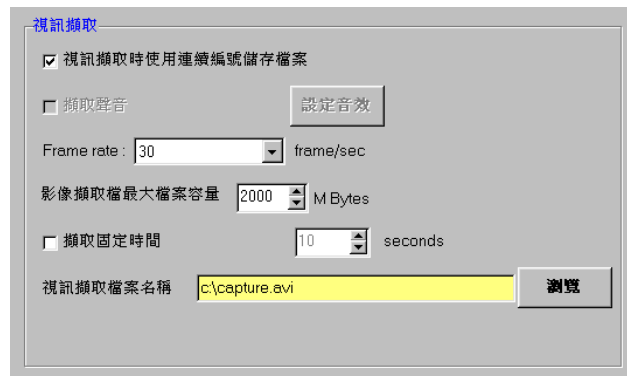 視訊擷取
視訊擷取時使用連續編號儲存檔案
擷取聲音 設定音效
Frame rate : 30 frame/sec
影像擷取檔最大檔案容量 2000 M Bytes
擷取固定時間 10 seconds
視訊擷取檔案名稱 c:\capture.avi 瀏覽